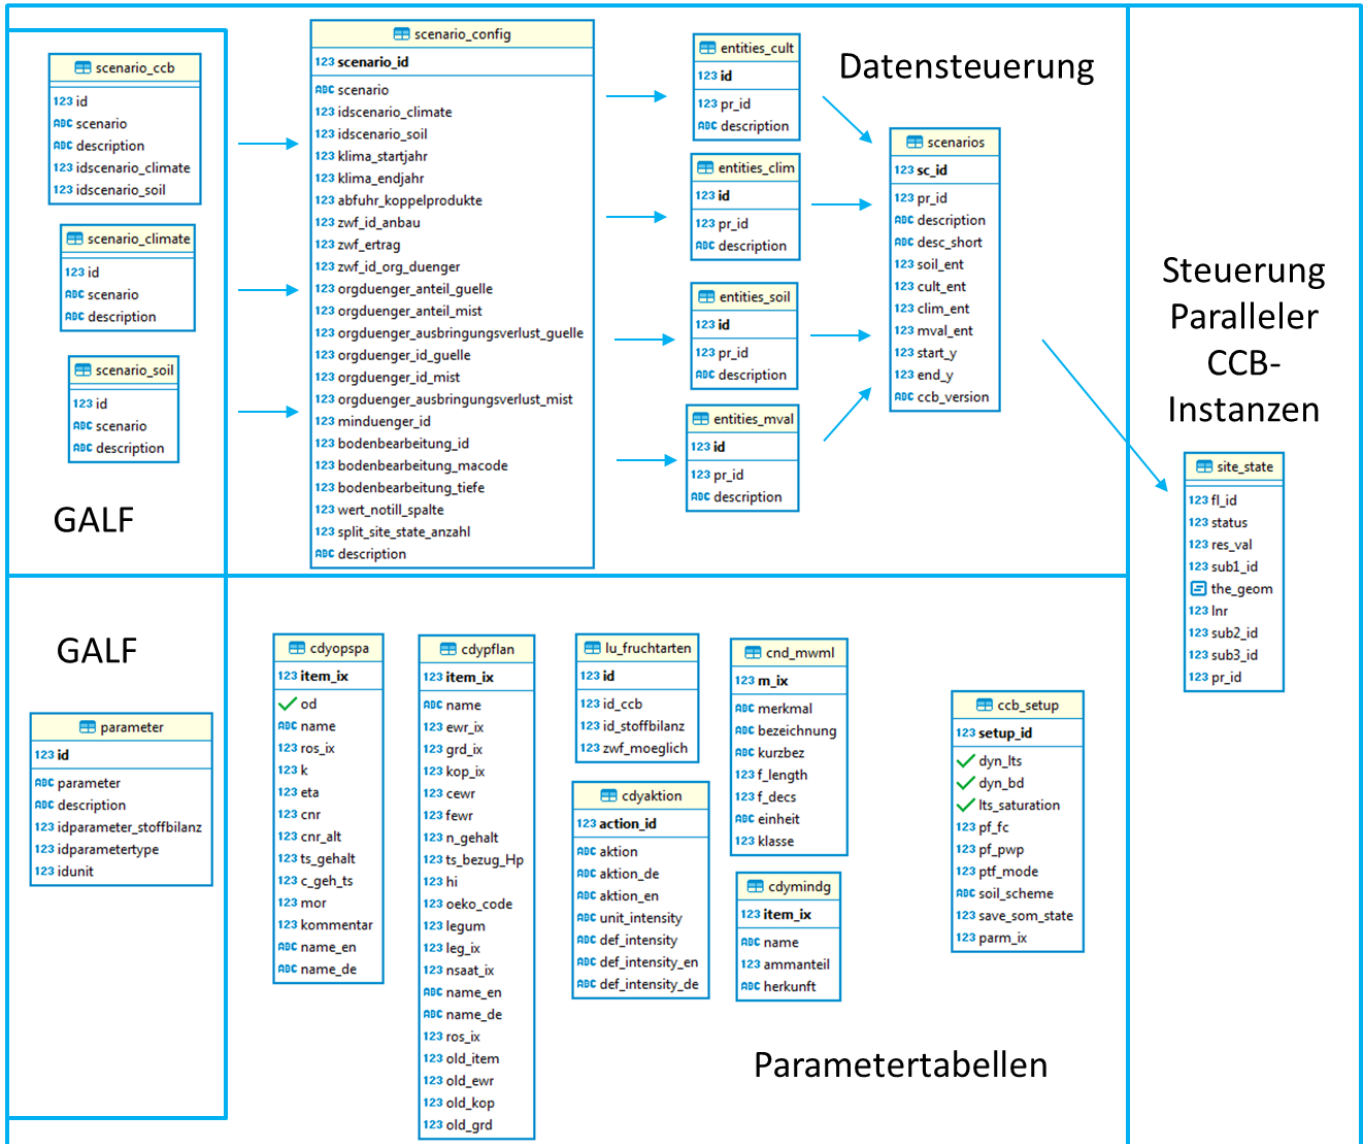 scenario_ccb
123 id
ABC scenario
ABC description
123 idscenario_climate
123 idscenario_soil
scenario_climate
123 id
ABC scenario
ABC description
scenario_soil
123 id
ABC scenario
ABC description
GALF
scenario_config
123 scenario_id
ABC scenario
123 idscenario_climate
123 idscenario_soil
123 klima_startjahr
123 klima_endjahr
123 abfuhr_koppelprodukte
123 zwf_id_anbau
123 zwf_ertrag
123 zwf_id_org_duenger
123 orgduenger_anteil_guelle
123 orgduenger_anteil_mist
123 orgduenger_ausbringungsverlust_guelle
123 orgduenger_id_guelle
123 orgduenger_id_mist
123 orgduenger_ausbringungsverlust_mist
123 minduenger_id
123 bodenbearbeitung_id
123 bodenbearbeitung_macode
123 bodenbearbeitung_tiefe
123 wert_notill_spalte
123 split_site_state_anzahl
ABC description
entities_cult
123 id
123 pr_id
ABC description
entities_clim
123 id
123 pr_id
ABC description
entities_soil
123 id
123 pr_id
ABC description
entities_mval
123 id
123 pr_id
ABC description
Datensteuerung
scenarios
123 sc_id
123 pr_id
ABC description
ABC desc_short
123 soil_ent
123 cult_ent
123 clim_ent
123 mval_ent
123 start_y
123 end_y
ABC ccb_version
Steuerung
Paralleler
CCB-
Instanzen
site_state
123 fl_id
123 status
123 res_val
123 sub1_id
the_geom
123 lnr
123 sub2_id
123 sub3_id
123 pr_id
GALF
parameter
123 id
ABC parameter
ABC description
123 idparameter_stoffbilanz
123 idparametertype
123 idunit
cdyopspa
123 item_ix
od
ABC name
123 ros_ix
123 k
123 eta
123 cnr
123 cnr_alt
123 ts_gehalt
123 c_geh_ts
123 mor
123 kommentar
ABC name_en
ABC name_de
cdypflan
123 item_ix
ABC name
123 ewr_ix
123 grd_ix
123 kop_ix
123 cewr
123 fewr
123 n_gehalt
123 ts_bezug_Hp
123 hi
123 oeko_code
123 legum
123 leg_ix
123 nsaat_ix
ABC name_en
ABC name_de
123 ros_ix
123 old_item
123 old_ewr
123 old_kop
123 old_grd
lu_fruchtarten
123 id
123 id_ccb
123 id_stoffbilanz
123 zwf_moeglich
cdyaktion
123 action_id
ABC aktion
ABC aktion_de
ABC aktion_en
ABC unit_intensity
ABC def_intensity
ABC def_intensity_en
ABC def_intensity_de
cnd_mwml
123 m_ix
ABC merkmal
ABC bezeichnung
ABC kurzbez
123 f_length
123 f_decs
ABC einheit
123 klasse
cdymindg
123 item_ix
ABC name
123 ammanteil
ABC herkunft
ccb_setup
123 setup_id
dyn_lts
dyn_bd
lts_saturation
123 pf_fc
123 pf_pwp
123 ptf_mode
ABC soil_scheme
123 save_som_state
123 parm_ix
Parametertabellen